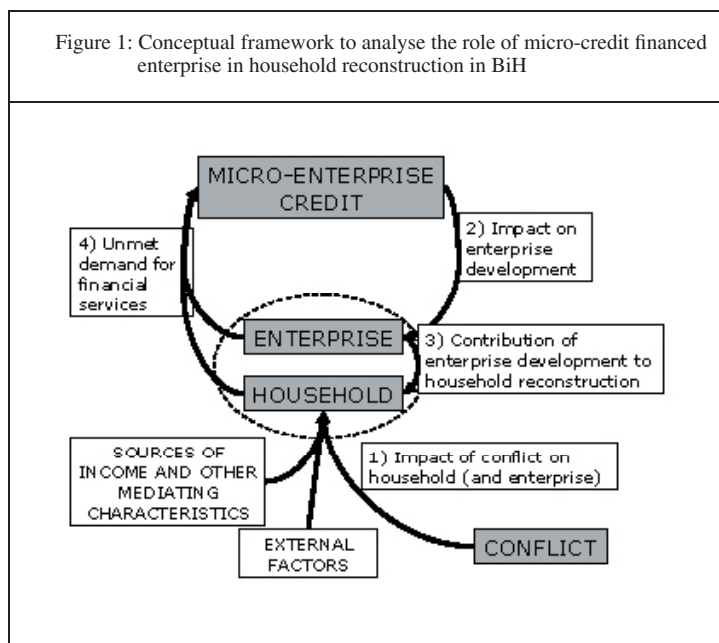 Figure 1: Conceptual framework to analyse the role of micro-credit financed
enterprise in household reconstruction in BiH
MICRO-ENTERPRISE
CREDIT
4) Unmet
demand for
financial
services
2) Impact on
enterprise
development
ENTERPRISE
3) Contribution of
enterprise development to
household reconstruction
HOUSEHOLD
SOURCES OF
INCOME AND OTHER
MEDIATING
CHARACTERISTICS
1) Impact of conflict on
household (and enterprise)
EXTERNAL
FACTORS
CONFLICT